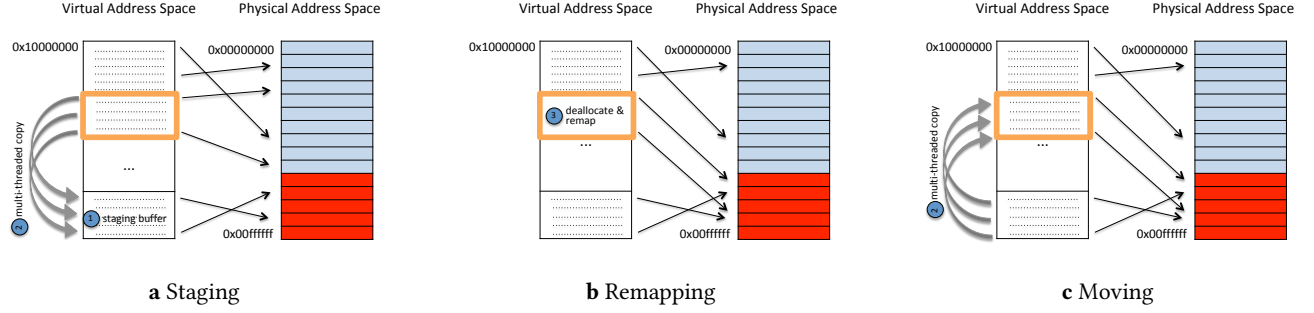 Virtual Address Space
Physical Address Space
0x10000000
0x00000000
...
2 multi-threaded copy
1 staging buffer
0x00ffffff
a Staging
Virtual Address Space
Physical Address Space
0x10000000
0x00000000
3 deallocate &
remap
...
0x00ffffff
b Remapping
Virtual Address Space
Physical Address Space
0x10000000
0x00000000
...
2 multi-threaded copy
0x00ffffff
c Moving